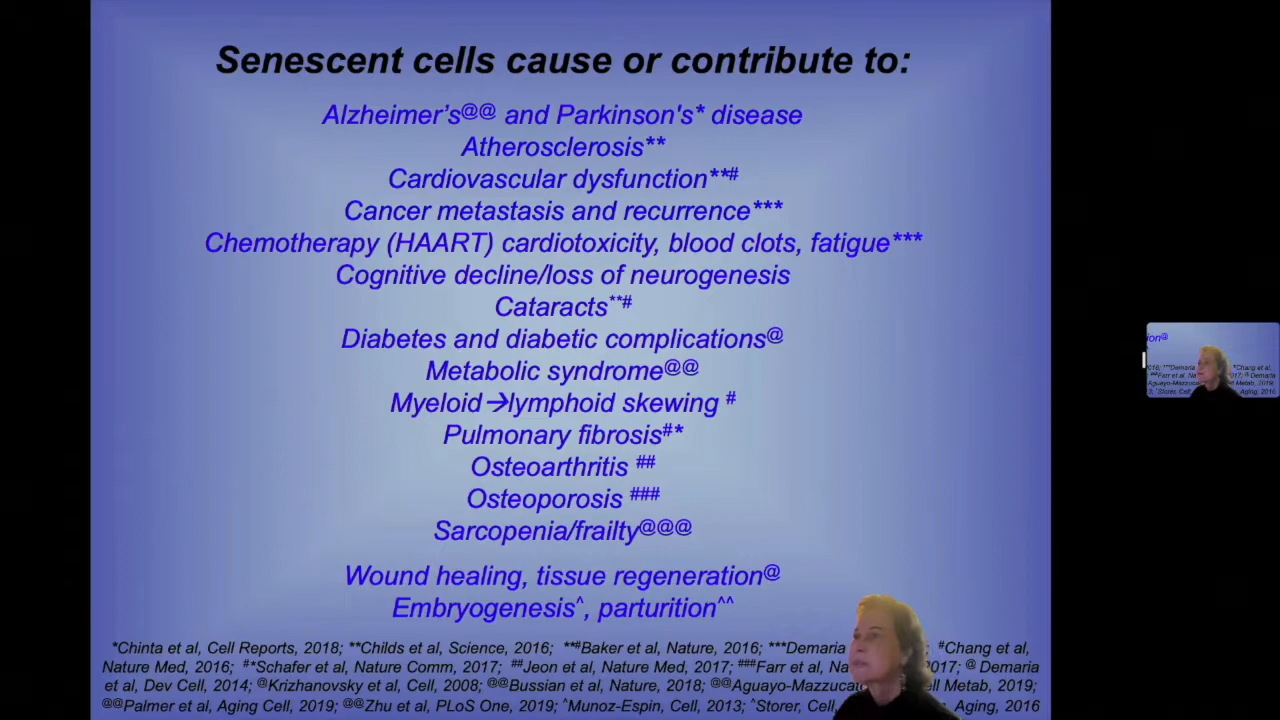 Senescent cells cause or contribute to:
Alzheimer's@@ and Parkinson's* disease
Atherosclerosis**
Cardiovascular dysfunction**#
Cancer metastasis and recurrence***
Chemotherapy (HAART) cardiotoxicity, blood clots, fatigue***
Cognitive decline/loss of neurogenesis
Cataracts**#
Diabetes and diabetic complications@
Metabolic syndrome@@
Myeloid→lymphoid skewing #
Pulmonary fibrosis#*
Osteoarthritis ##
Osteoporosis ###
Sarcopenia/frailty@@@
Wound healing, tissue regeneration@
Embryogenesis^, parturition^^
*Chinta et al, Cell Reports, 2018; **Childs et al, Science, 2016; **#Baker et al, Nature, 2016; ***Demaria #Chang et al,
Nature Med, 2016; #*Schafer et al, Nature Comm, 2017; ##Jeon et al, Nature Med, 2017; ###Farr et al, 2017; @ Demaria
et al, Dev Cell, 2014; @Krizhanovsky et al, Cell, 2008; @@Bussian et al, Nature, 2018; @@Metab, 2019;
@@Palmer et al, Aging Cell, 2019; @@Zhu et al, PLoS One, 2019; ^Munoz-Espin, Cell, 2013; ^Storer, Cell, Aging, 2016